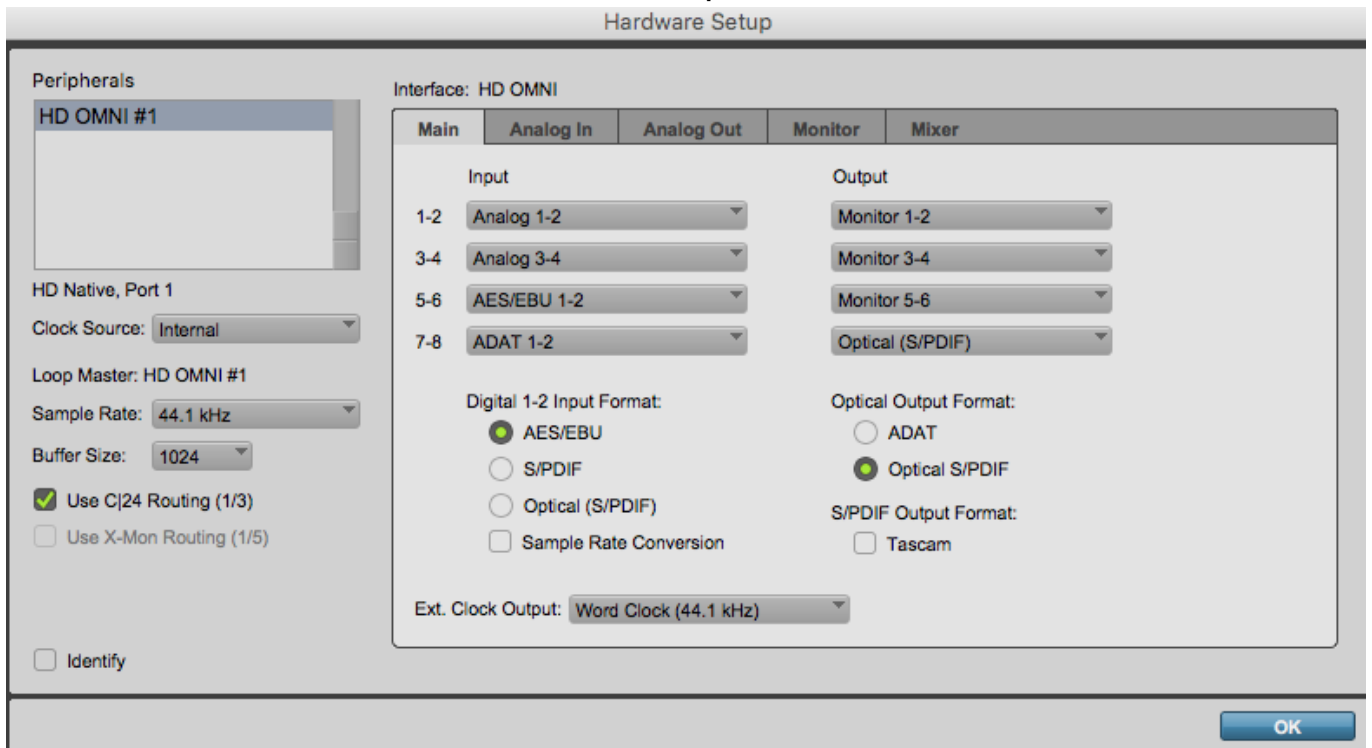 Hardware Setup
Peripherals
HD OMNI #1
HD Native, Port 1
Clock Source: Internal
Loop Master: HD OMNI #1
Sample Rate: 44.1 kHz
Buffer Size: 1024
Use C|24 Routing (1/3)
Use X-Mon Routing (1/5)
Identify
Interface: HD OMNI
Main Analog In Analog Out Monitor Mixer
Input Output
1-2 Analog 1-2 Monitor 1-2
3-4 Analog 3-4 Monitor 3-4
5-6 AES/EBU 1-2 Monitor 5-6
7-8 ADAT 1-2 Optical (S/PDIF)
Digital 1-2 Input Format:
AES/EBU
S/PDIF
Optical (S/PDIF)
Sample Rate Conversion
Optical Output Format:
ADAT
Optical S/PDIF
S/PDIF Output Format:
Tascam
Ext. Clock Output: Word Clock (44.1 kHz)
OK